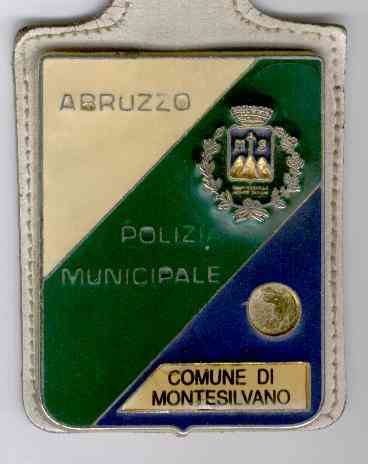 ABRUZZO
M S
POLIZIA
MUNICIPALE
COMUNE DI
MONTESILVANO